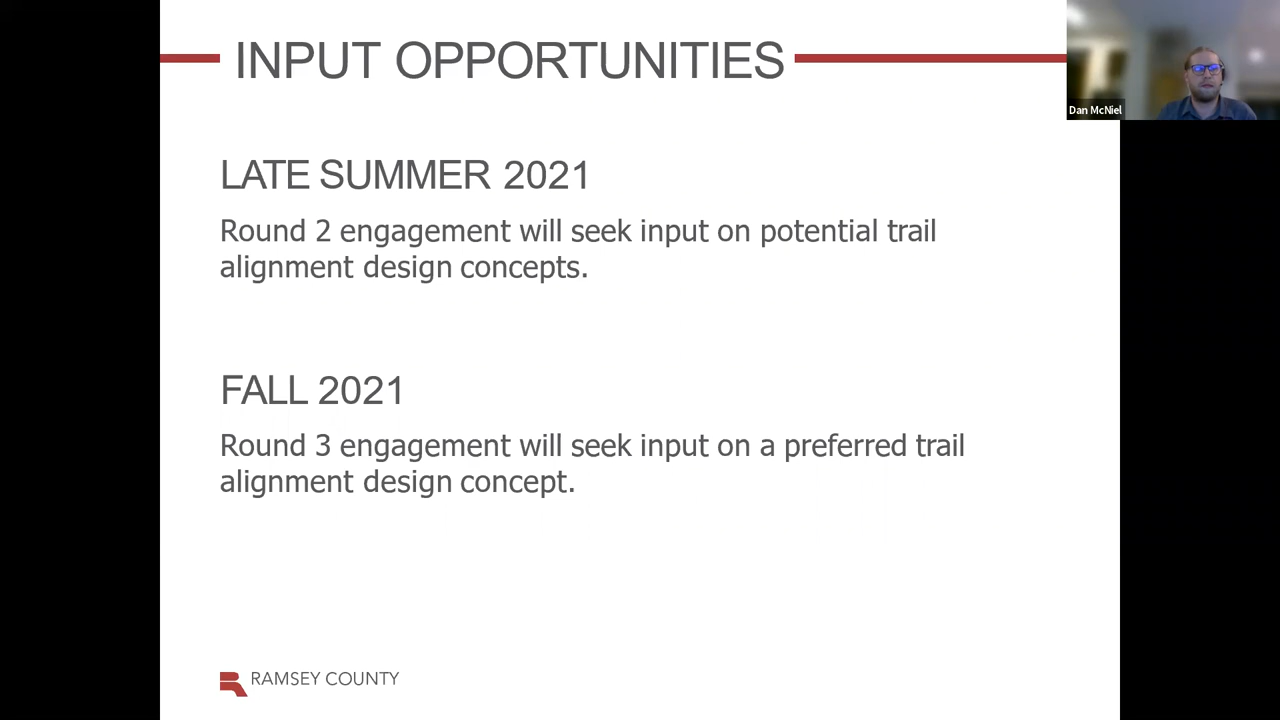 INPUT OPPORTUNITIES
Dan McNiel
LATE SUMMER 2021
Round 2 engagement will seek input on potential trail
alignment design concepts.
FALL 2021
Round 3 engagement will seek input on a preferred trail
alignment design concept.
RAMSEY COUNTY